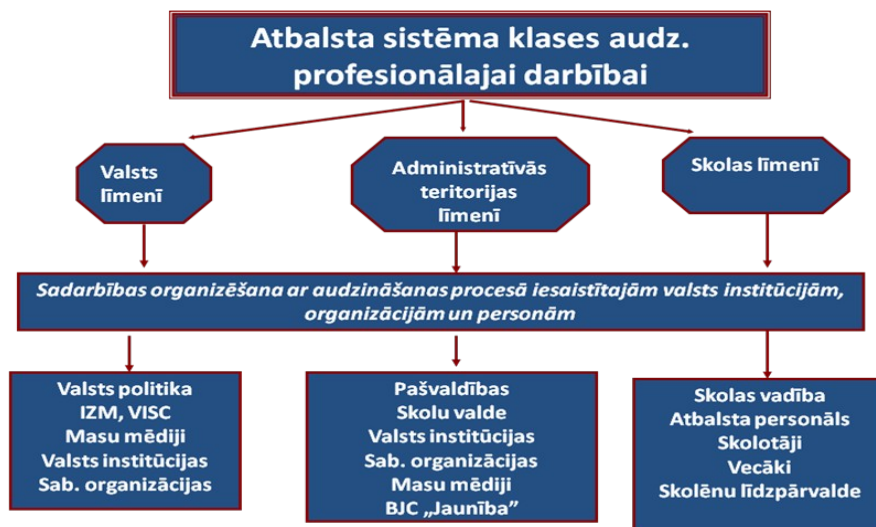 Atbalsta sistēma klases audz.
profesionālajai darbībai
Valsts
līmenī
Administratīvās
teritorijas
līmenī
Skolas līmenī
Sadarbības organizēšana ar audzināšanas procesā iesaistītajām valsts institūcijām,
organizācijām un personām
Valsts politika
IZM, VISC
Masu mēdiji
Valsts institūcijas
Sab. organizācijas
Pašvaldības
Skolu valde
Valsts institūcijas
Sab. organizācijas
Masu mēdiji
BJC „Jaunība”
Skolas vadība
Atbalsta personāls
Skolotāji
Vecāki
Skolēnu līdzpārvalde